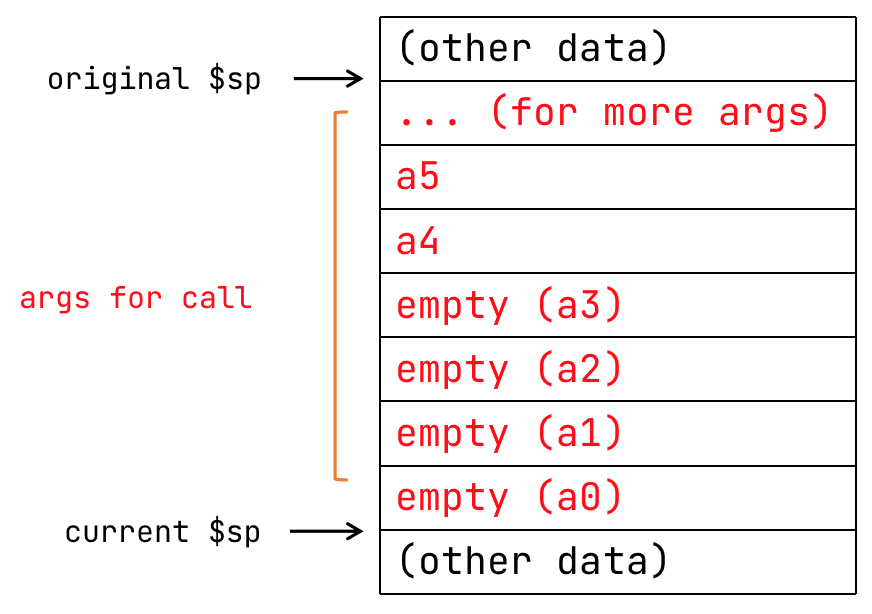 (other data)
original $sp
... (for more args)
a5
a4
args for call
empty (a3)
empty (a2)
empty (a1)
empty (a0)
current $sp
(other data)